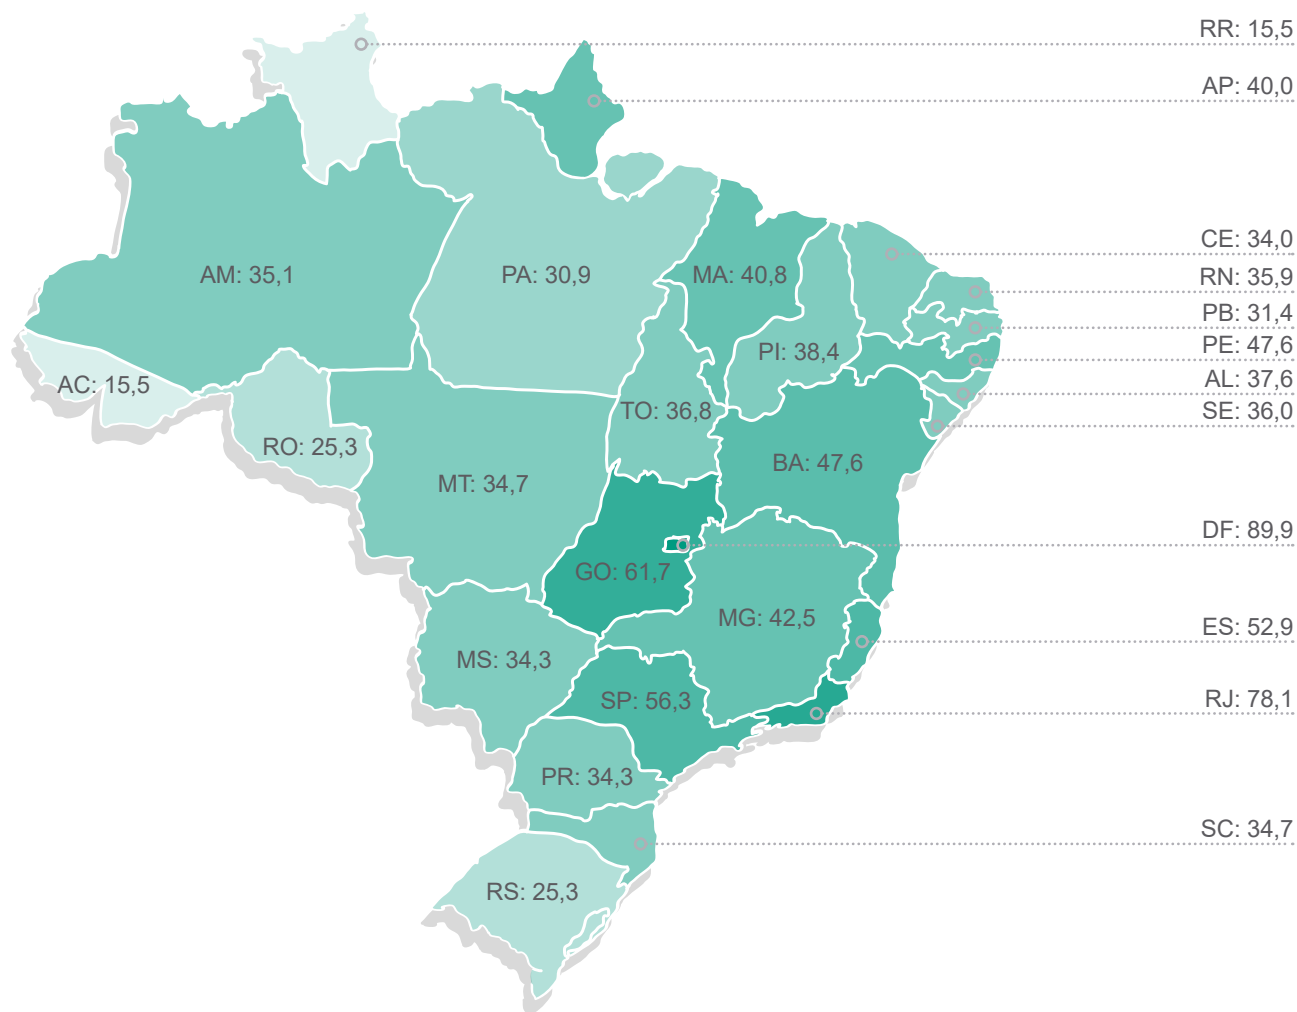 RR: 15,5
AP: 40,0
CE: 34,0
AM: 35,1
PA: 30,9
MA: 40,8
RN: 35,9
PB: 31,4
PE: 47,6
PI: 38,4
AC: 15,5
AL: 37,6
TO: 36,8
SE: 36,0
RO: 25,3
BA: 47,6
MT: 34,7
DF: 89,9
GO: 61,7
MG: 42,5
ES: 52,9
MS: 34,3
SP: 56,3
RJ: 78,1
PR: 34,3
SC: 34,7
RS: 25,3